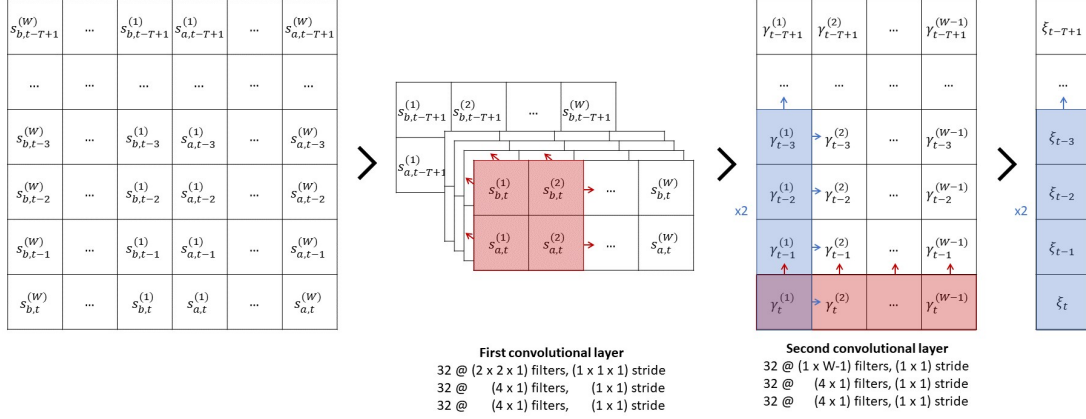 s_{b,t−T+1}^{(W)} ... s_{b,t−T+1}^{(1)} s_{a,t−T+1}^{(1)} ... s_{a,t−T+1}^{(W)}
... ... ... ... ... ...
s_{b,t−3}^{(W)} ... s_{b,t−3}^{(1)} s_{a,t−3}^{(1)} ... s_{a,t−3}^{(W)}
s_{b,t−2}^{(W)} ... s_{b,t−2}^{(1)} s_{a,t−2}^{(1)} ... s_{a,t−2}^{(W)}
s_{b,t−1}^{(W)} ... s_{b,t−1}^{(1)} s_{a,t−1}^{(1)} ... s_{a,t−1}^{(W)}
s_{b,t}^{(W)} ... s_{b,t}^{(1)} s_{a,t}^{(1)} ... s_{a,t}^{(W)}
>
s_{b,t−T+1}^{(1)} s_{b,t−T+1}^{(2)} ... s_{b,t−T+1}^{(W)}
s_{a,t−T+1}^{(1)}
s_{b,t}^{(1)} s_{b,t}^{(2)} ... s_{b,t}^{(W)}
s_{a,t}^{(1)} s_{a,t}^{(2)} ... s_{a,t}^{(W)}
First convolutional layer
32 @ (2 x 2 x 1) filters, (1 x 1 x 1) stride
32 @ (4 x 1) filters, (1 x 1) stride
32 @ (4 x 1) filters, (1 x 1) stride
>
x2
γ_{t−T+1}^{(1)} γ_{t−T+1}^{(2)} ... γ_{t−T+1}^{(W−1)}
... ... ... ...
γ_{t−3}^{(1)} γ_{t−3}^{(2)} ... γ_{t−3}^{(W−1)}
γ_{t−2}^{(1)} γ_{t−2}^{(2)} ... γ_{t−2}^{(W−1)}
γ_{t−1}^{(1)} γ_{t−1}^{(2)} ... γ_{t−1}^{(W−1)}
γ_t^{(1)} γ_t^{(2)} ... γ_t^{(W−1)}
Second convolutional layer
32 @ (1 x W-1) filters, (1 x 1) stride
32 @ (4 x 1) filters, (1 x 1) stride
32 @ (4 x 1) filters, (1 x 1) stride
>
x2
ξ_{t−T+1}
...
ξ_{t−3}
ξ_{t−2}
ξ_{t−1}
ξ_t